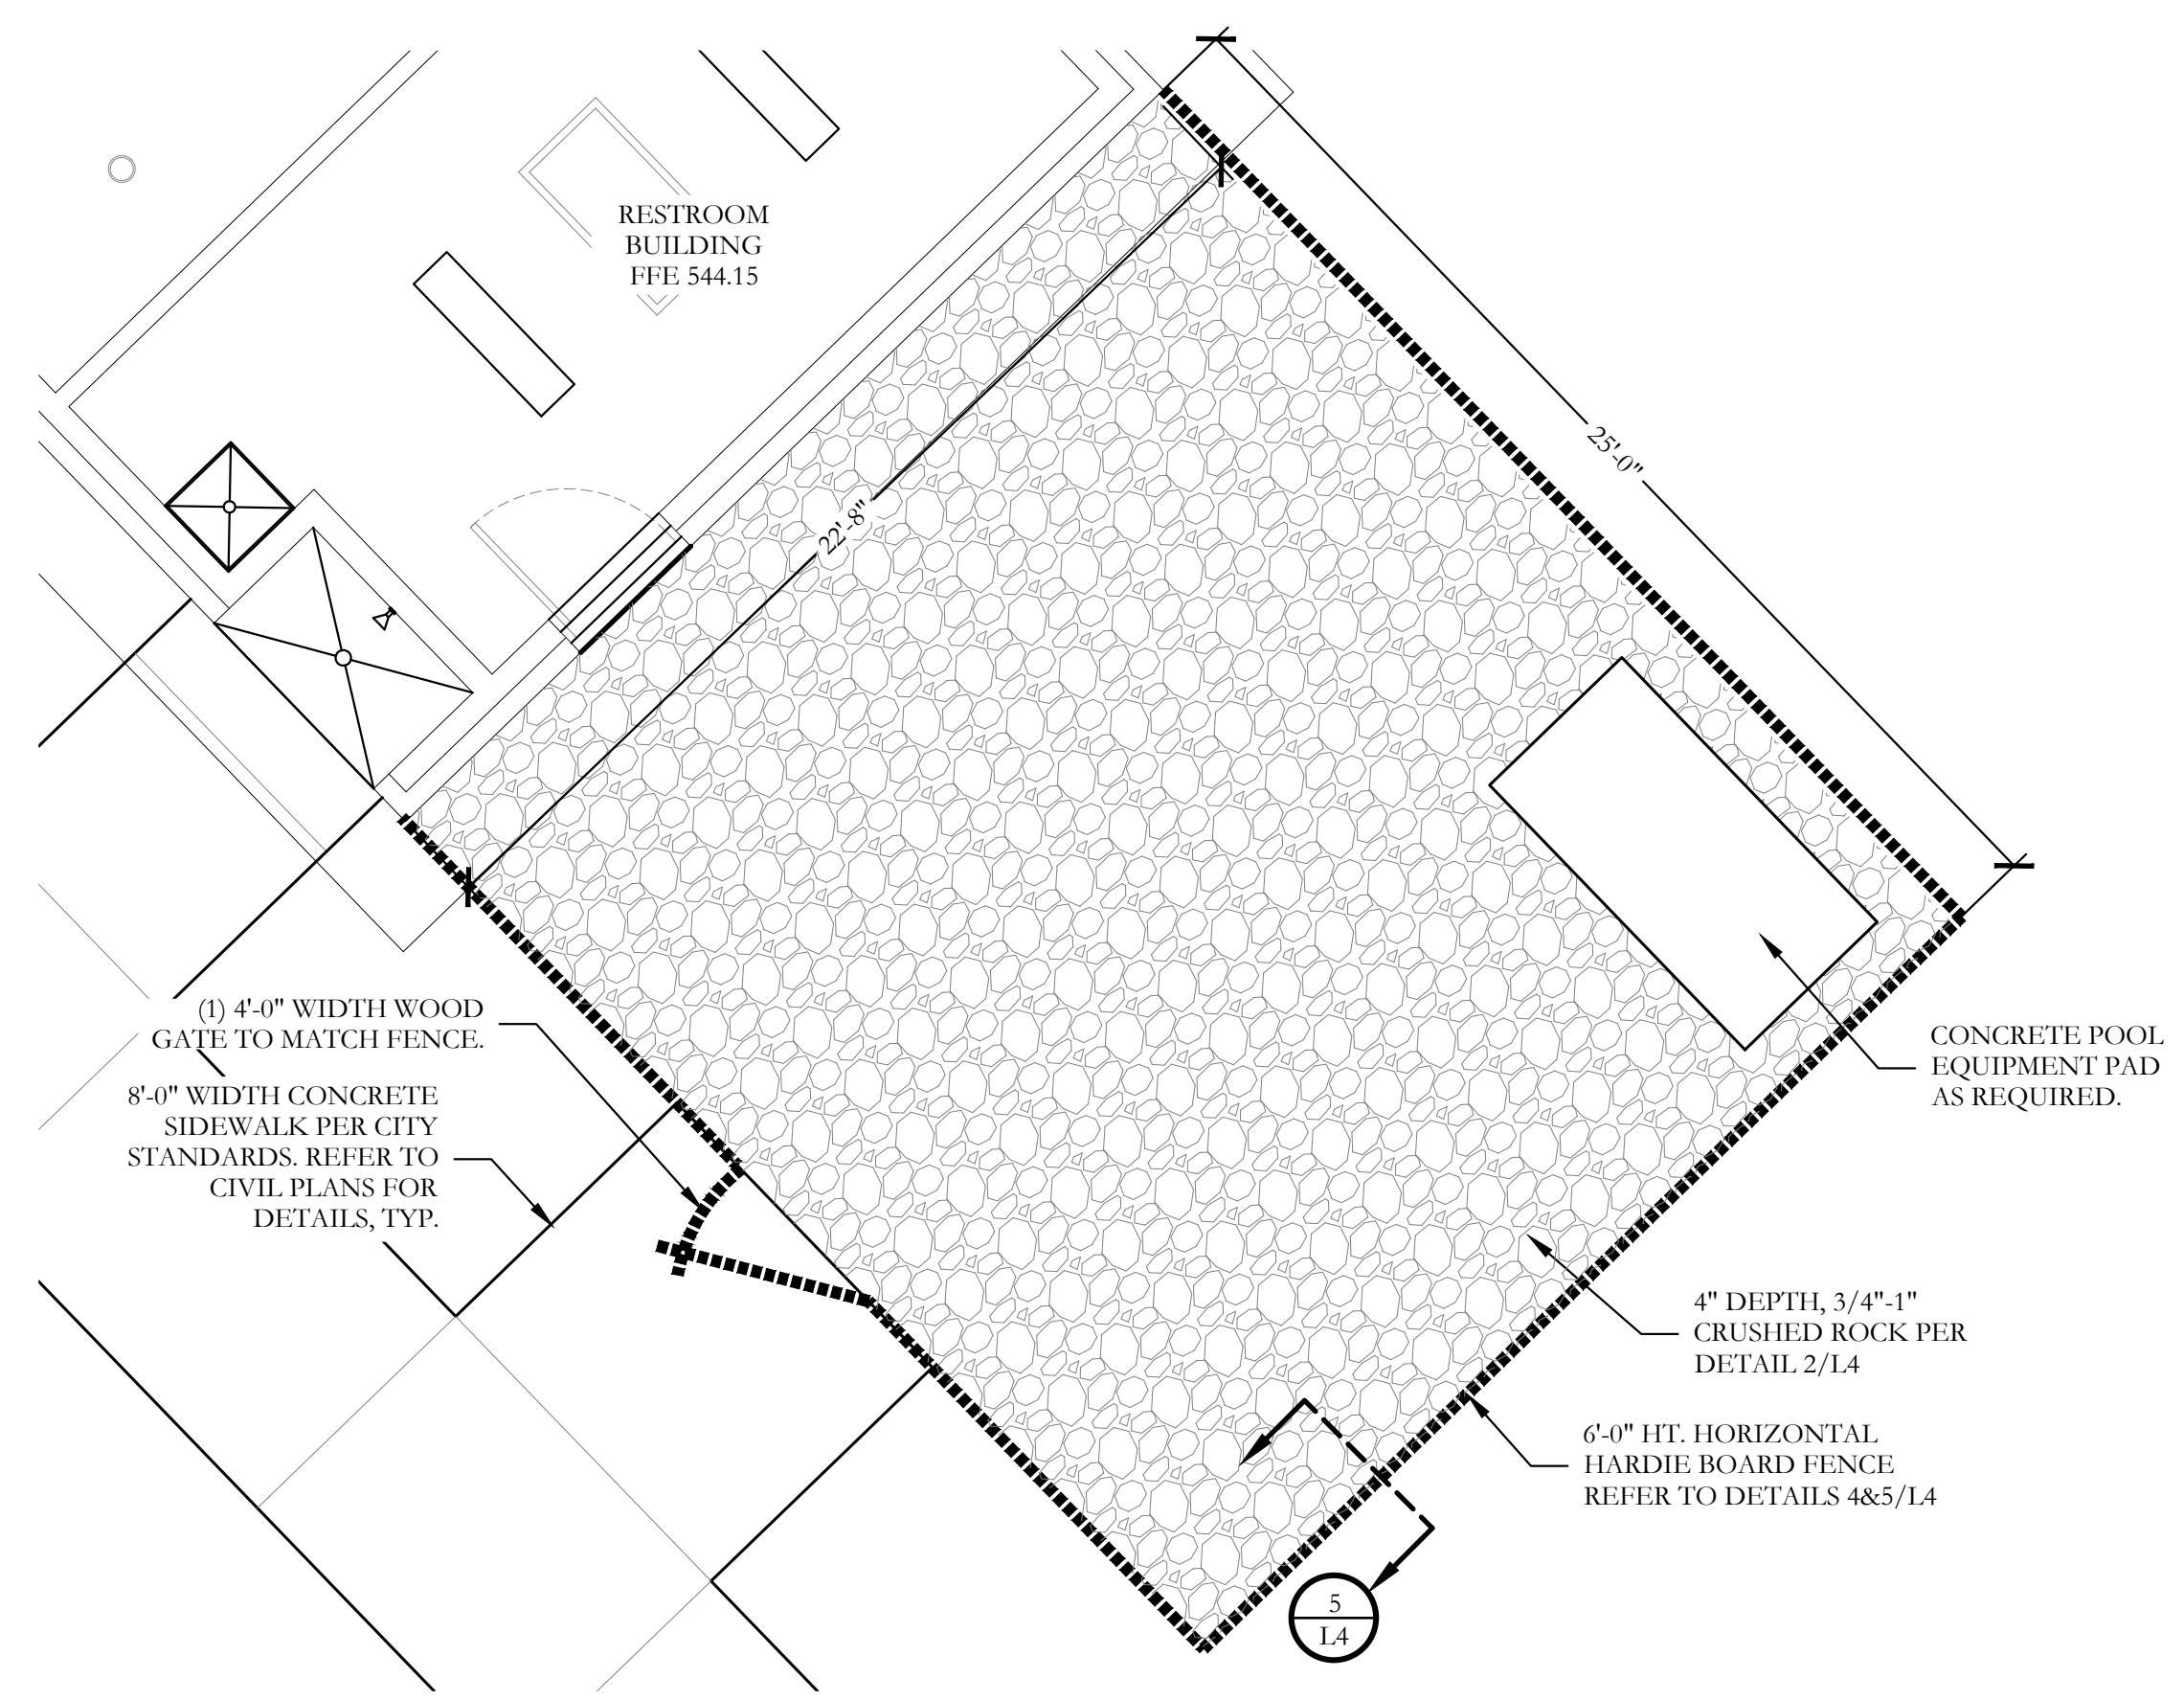 RESTROOM
BUILDING
FFE 544.15
25'-0"
22'-8"
(1) 4'-0" WIDTH WOOD
GATE TO MATCH FENCE.
8'-0" WIDTH CONCRETE
SIDEWALK PER CITY
STANDARDS. REFER TO
CIVIL PLANS FOR
DETAILS, TYP.
CONCRETE POOL
EQUIPMENT PAD
AS REQUIRED.
4" DEPTH, 3/4"-1"
CRUSHED ROCK PER
DETAIL 2/L4
6'-0" HT. HORIZONTAL
HARDIE BOARD FENCE
REFER TO DETAILS 4&5/L4
5
L4